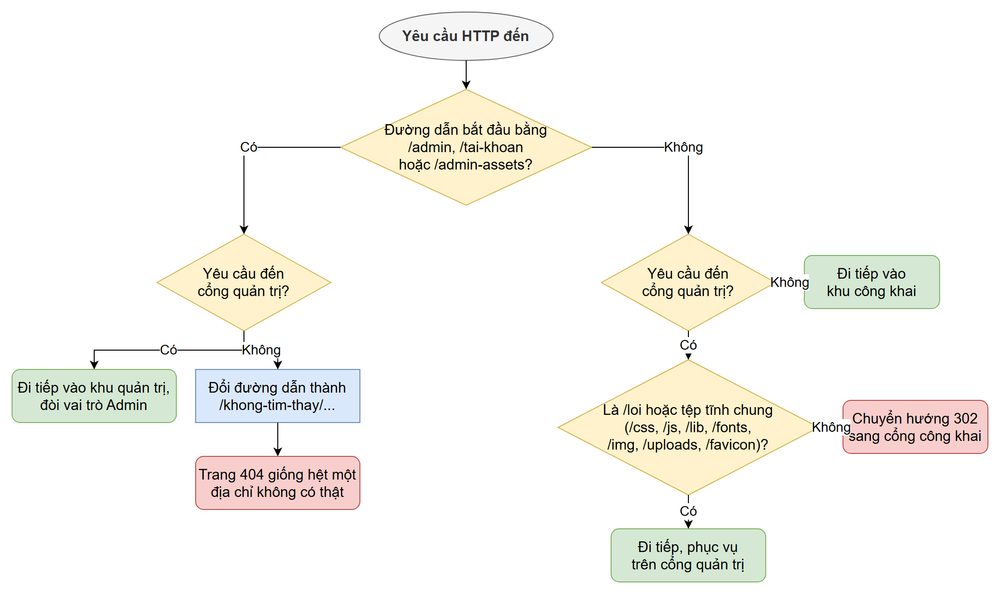 Yêu cầu HTTP đến
Đường dẫn bắt đầu bằng
/admin, /tai-khoan
hoặc /admin-assets?
Có
Không
Yêu cầu đến
cổng quản trị?
Yêu cầu đến
cổng quản trị?
Không
Đi tiếp vào
khu công khai
Có
Không
Có
Đi tiếp vào khu quản trị,
đòi vai trò Admin
Đổi đường dẫn thành
/khong-tim-thay/...
Là /loi hoặc tệp tĩnh chung
(/css, /js, /lib, /fonts,
/img, /uploads, /favicon)?
Không
Chuyển hướng 302
sang cổng công khai
Trang 404 giống hệt một
địa chỉ không có thật
Có
Đi tiếp, phục vụ
trên cổng quản trị